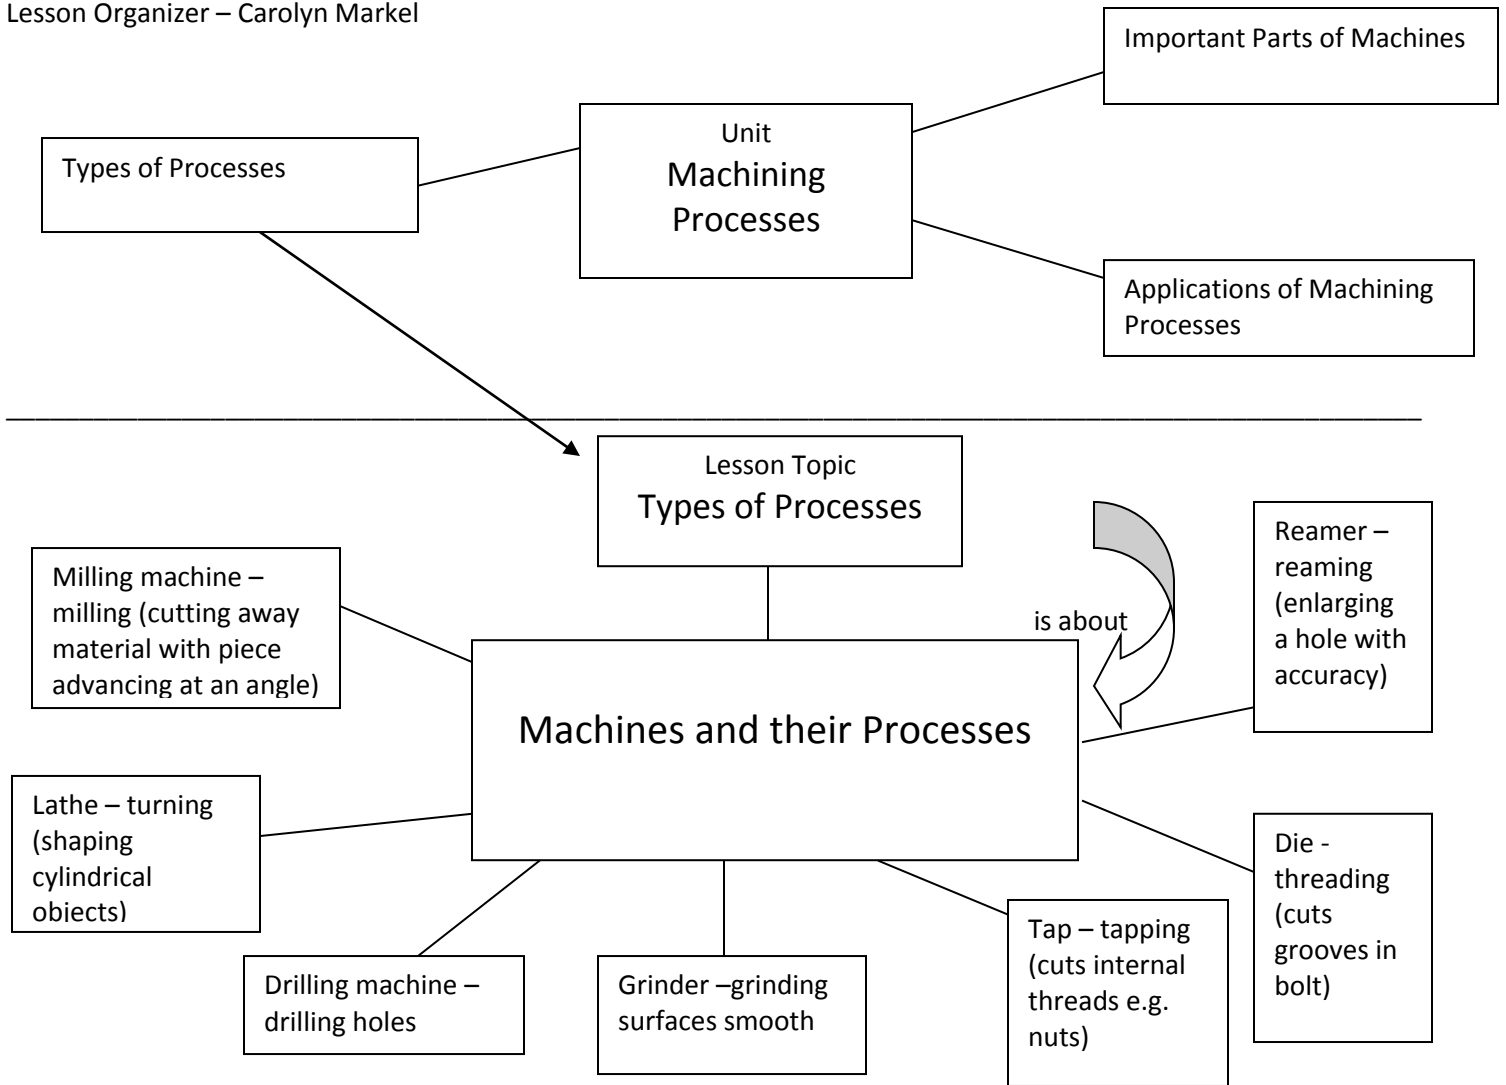 Lesson Organizer – Carolyn Markel
Important Parts of Machines
Unit
Machining
Processes
Types of Processes
Applications of Machining
Processes
Lesson Topic
Types of Processes
is about
Reamer –
reaming
(enlarging
a hole with
accuracy)
Milling machine –
milling (cutting away
material with piece
advancing at an angle)
Machines and their Processes
Lathe – turning
(shaping
cylindrical
objects)
Die -
threading
(cuts
grooves in
bolt)
Tap – tapping
(cuts internal
threads e.g.
nuts)
Drilling machine –
drilling holes
Grinder –grinding
surfaces smooth